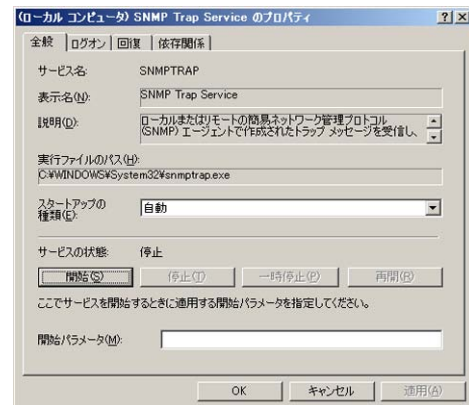 (ローカル コンピュータ) SNMP Trap Service のプロパティ
全般 ログオン 回復 依存関係
サービス名: SNMPTRAP
表示名(N): SNMP Trap Service
説明(D): ローカルまたはリモートの簡易ネットワーク管理プロトコル
(SNMP) エージェントで作成されたトラップ メッセージを受信し、
実行ファイルのパス(H):
C:¥WINDOWS¥System32¥snmptrap.exe
スタートアップの
種類(E): 自動
サービスの状態: 停止
開始(S) 停止(T) 一時停止(P) 再開(R)
ここでサービスを開始するときに適用する開始パラメータを指定してください。
開始パラメータ(M):
OK キャンセル 適用(A)